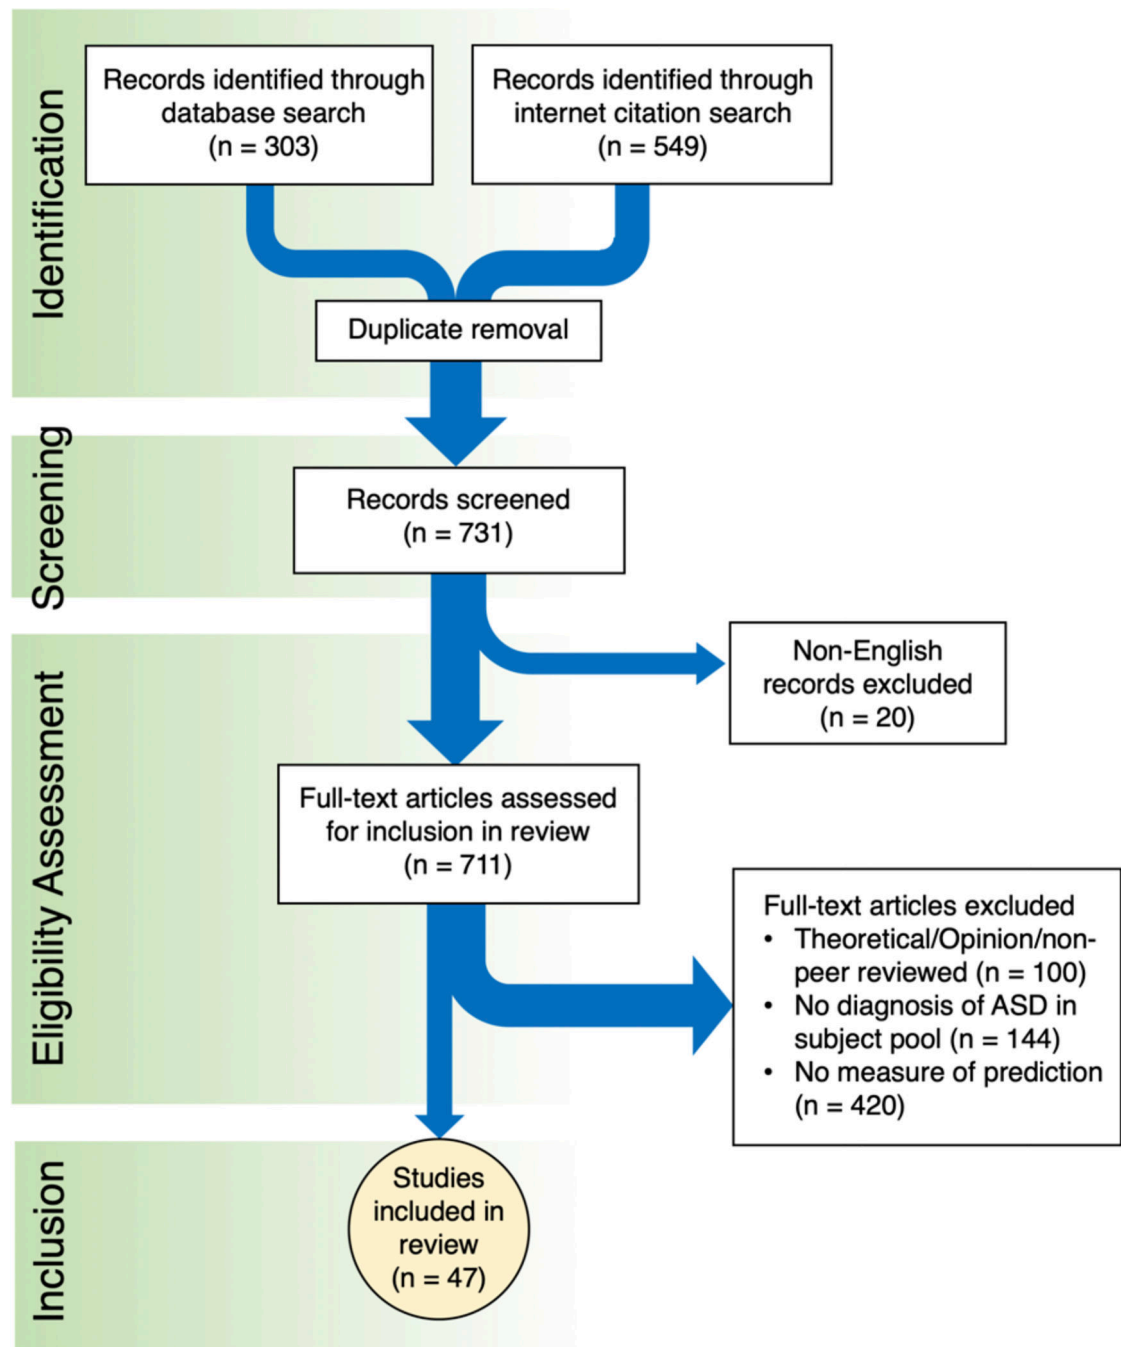 Identification
Records identified through
database search
(n = 303)
Records identified through
internet citation search
(n = 549)
Duplicate removal
Screening
Records screened
(n = 731)
Non-English
records excluded
(n = 20)
Eligibility Assessment
Full-text articles assessed
for inclusion in review
(n = 711)
Full-text articles excluded
• Theoretical/Opinion/non-
peer reviewed (n = 100)
• No diagnosis of ASD in
subject pool (n = 144)
• No measure of prediction
(n = 420)
Inclusion
Studies
included in
review
(n = 47)